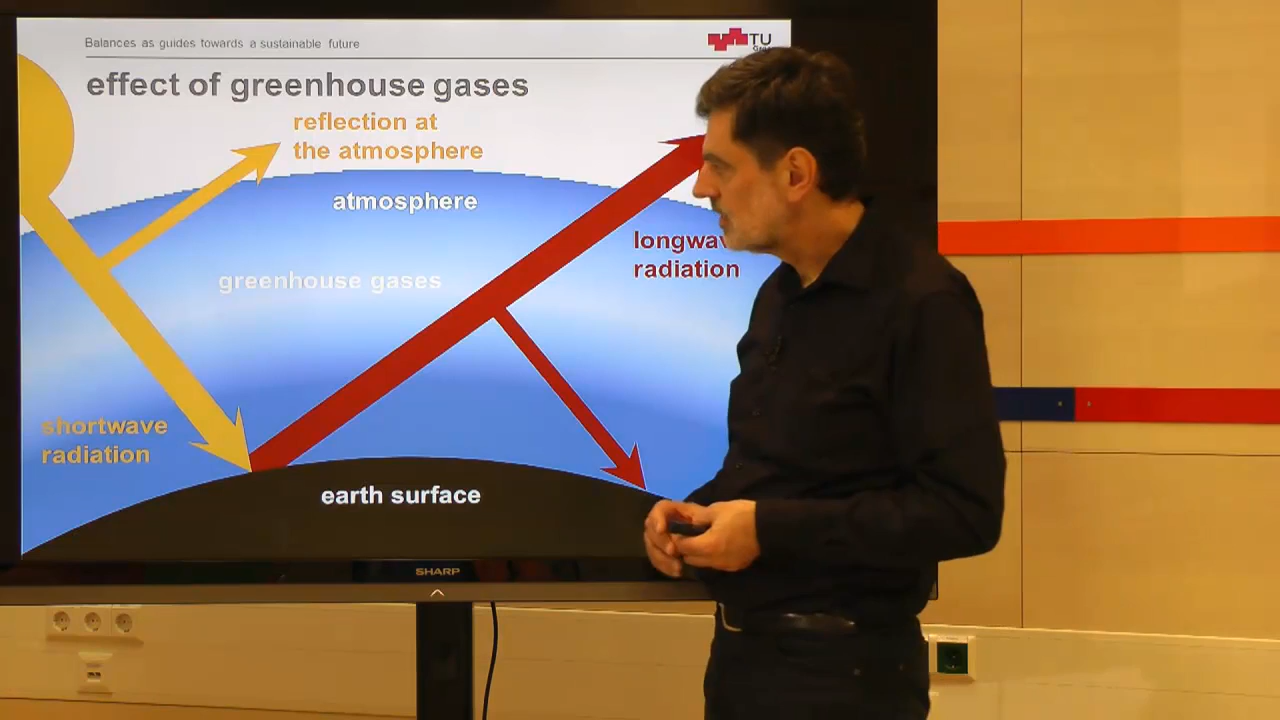 Balances as guides towards a sustainable future
TU
effect of greenhouse gases
reflection at
the atmosphere
atmosphere
longwav
radiation
greenhouse gases
shortwave
radiation
earth surface
SHARP